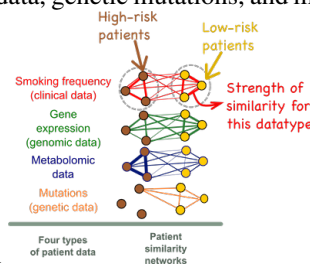 data, genetic mutations, and m
High-risk
patients
Low-risk
patients
Smoking frequency
(clinical data)
Strength of
similarity for
this datatype
Gene
expression
(genomic data)
Metabolomic
data
Mutations
(genetic data)
Four types
of patient data
Patient
similarity
networks